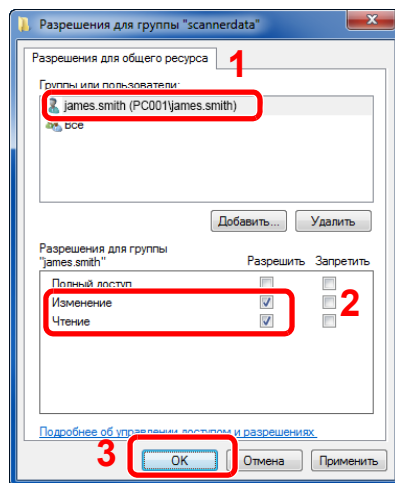 Разрешения для группы "scannerdata"
Разрешения для общего ресурса
1
Группы или пользователи:
james.smith (PC001\james.smith)
Все
Добавить... Удалить
Разрешения для группы
"james.smith" Разрешить Запретить
Полный доступ
Изменение
2
Чтение
Подробнее об управлении доступом и разрешениях
3
ОК Отмена Применить